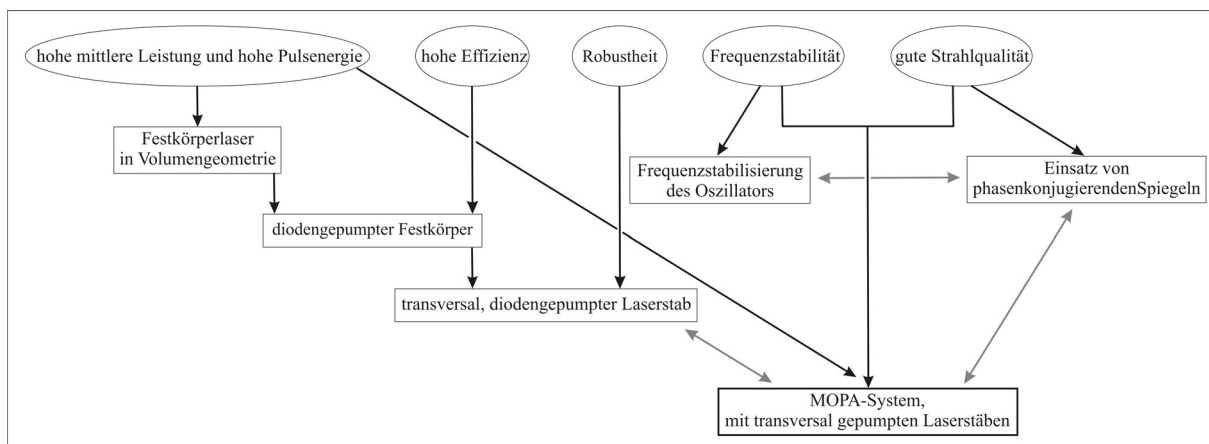 hohe mittlere Leistung und hohe Pulsenergie
hohe Effizienz
Robustheit
Frequenzstabilität
gute Strahlqualität
Festkörperlaser
in Volumengeometrie
Frequenzstabilisierung
des Oszillators
Einsatz von
phasenkonjugierendenSpiegeln
diodengepumpter Festkörper
transversal, diodengepumpter Laserstab
MOPA-System,
mit transversal gepumpten Laserstäben